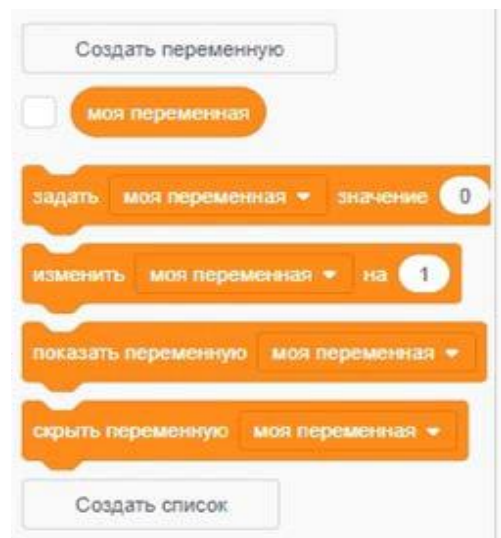 Создать переменную
моя переменная
задать моя переменная значение 0
изменить моя переменная на 1
показать переменную моя переменная
скрыть переменную моя переменная
Создать список